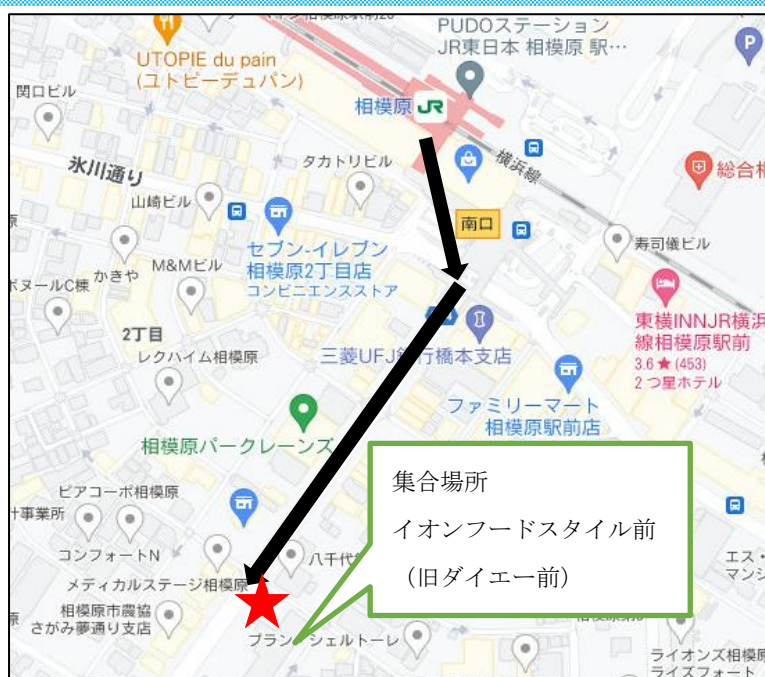 PUDOステーション
JR東日本 相模原 駅…
UTOPIE du pain
(ユトピーデュパン)
関口ビル
相模原 JR
横浜線
氷川通り
タカトリビル
総合相
山崎ビル
南口
寿司儀ビル
セブン-イレブン
相模原2丁目店
コンビニエンスストア
M&Mビル
かきや
ボヌールC棟
2丁目
レクハイム相模原
三菱UFJ銀行橋本支店
東横INNJR横浜
線相模原駅前
3.6★(453)
2つ星ホテル
ファミリーマート
相模原駅前店
相模原パークレーンズ
集合場所
イオンフードスタイル前
(旧ダイエー前)
ピアコーポ相模原
計事業所
コンフォートN
八千代
メディカルステージ相模原
相模原市農協
さがみ夢通り支店
エス・
マンシ
ブランシェルトーレ
ライオンズ相模原
ライズフォート